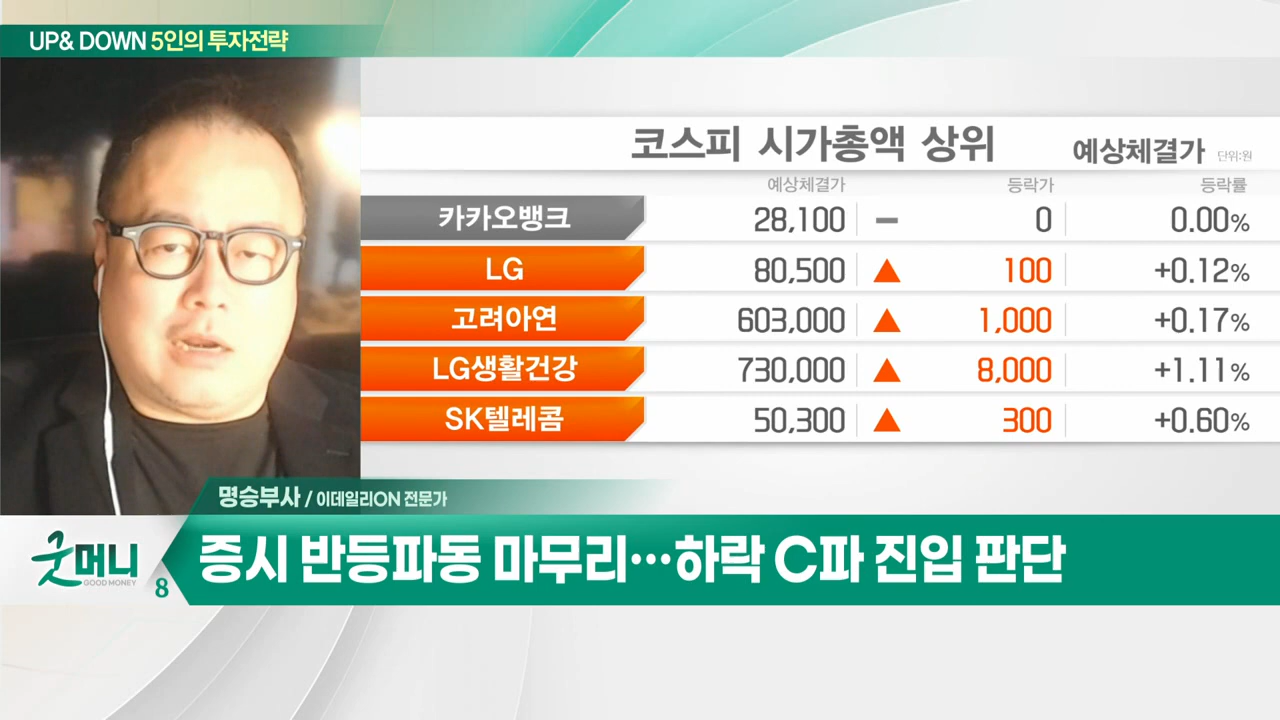 UP& DOWN 5인의 투자전략
코스피 시가총액 상위 예상체결가 단위:원
예상체결가 등락가 등락률
카카오뱅크 28,100 0 0.00%
LG 80,500 ▲ 100 +0.12%
고려아연 603,000 ▲ 1,000 +0.17%
LG생활건강 730,000 ▲ 8,000 +1.11%
SK텔레콤 50,300 ▲ 300 +0.60%
명승부사 / 이데일리ON 전문가
굿머니
GOOD MONEY
8
증시 반등파동 마무리…하락 C파 진입 판단